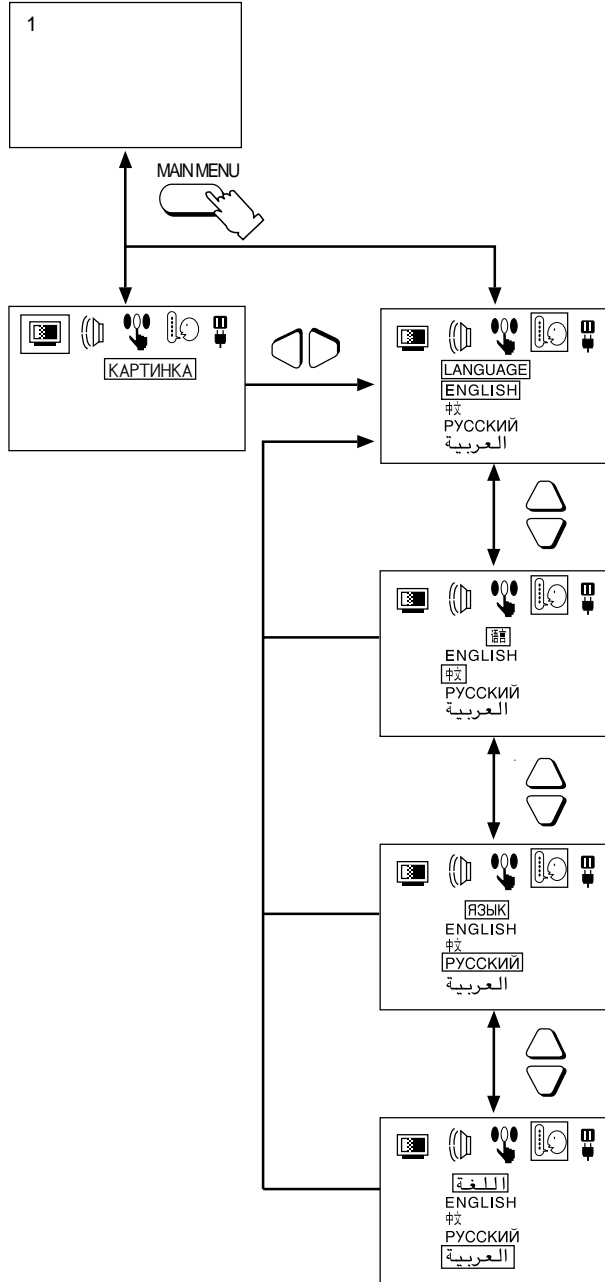 1
MAIN MENU
КАРТИНКА
LANGUAGE
ENGLISH
中文
РУССКИЙ
العربية
语言
ENGLISH
中文
РУССКИЙ
العربية
ЯЗЫК
ENGLISH
中文
РУССКИЙ
العربية
اللغة
ENGLISH
中文
РУССКИЙ
العربية